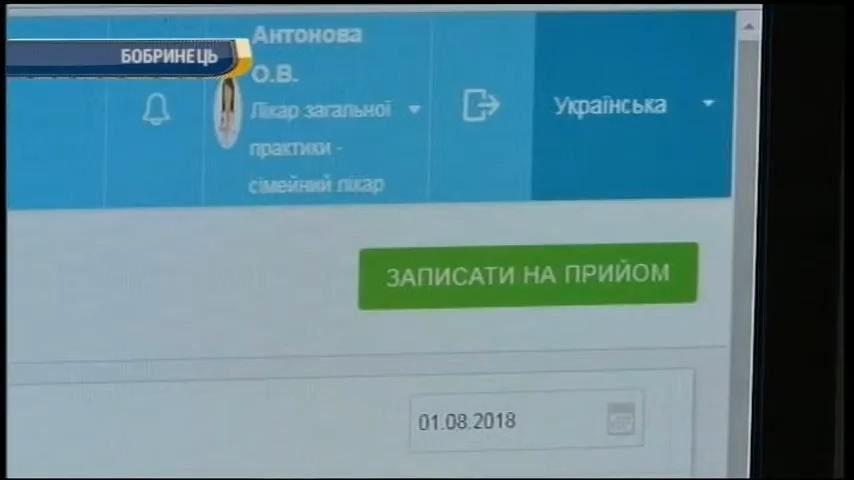 БОБРИНЕЦЬ
Антонова
О.В.
Лікар загальної
практики -
сімейний лікар
Українська
ЗАПИСАТИ НА ПРИЙОМ
01.08.2018